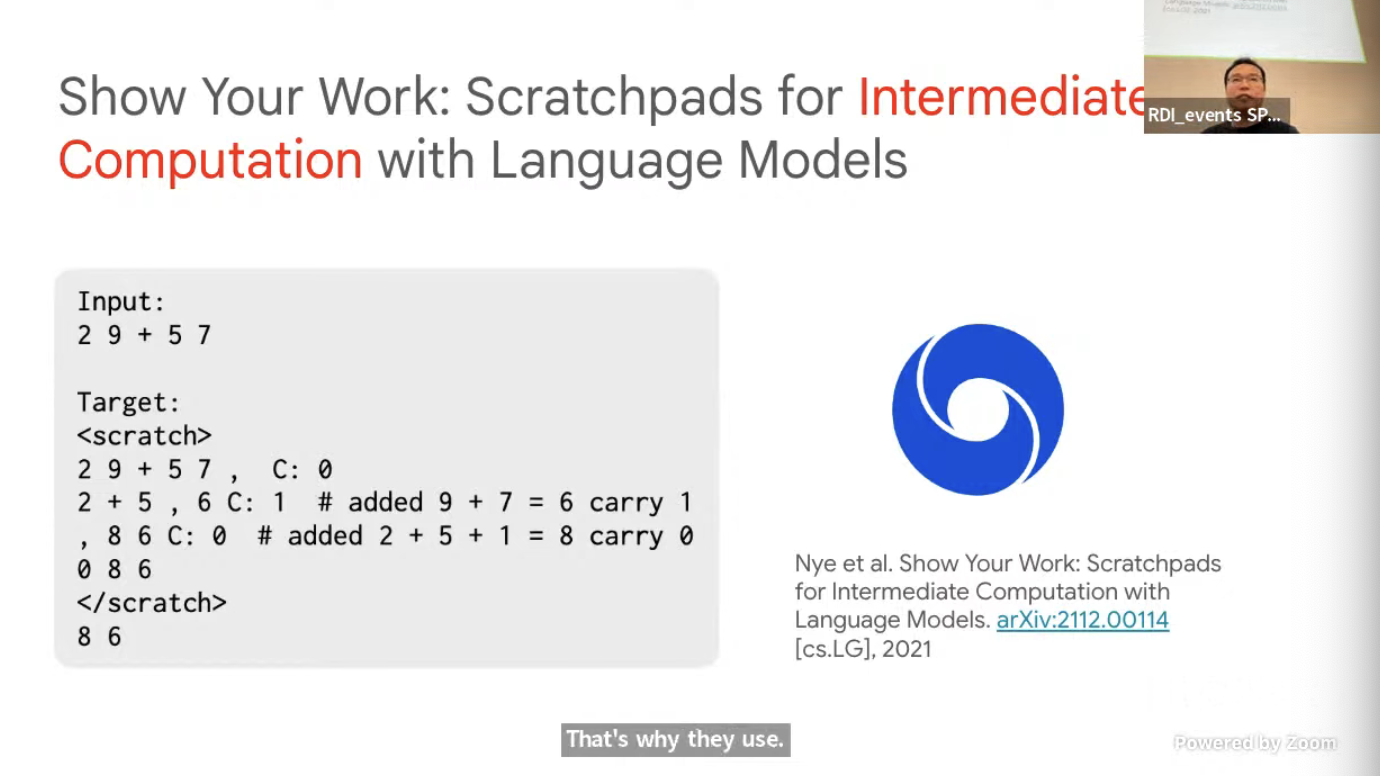 Show Your Work: Scratchpads for Intermediate
Computation with Language Models
RDI_events SP...
Input:
2 9 + 5 7
Target:
<scratch>
2 9 + 5 7 ,  C: 0
2 + 5 , 6 C: 1  # added 9 + 7 = 6 carry 1
, 8 6 C: 0  # added 2 + 5 + 1 = 8 carry 0
0 8 6
</scratch>
8 6
Nye et al. Show Your Work: Scratchpads
for Intermediate Computation with
Language Models. arXiv:2112.00114
[cs.LG], 2021
That's why they use.
Powered by Zoom